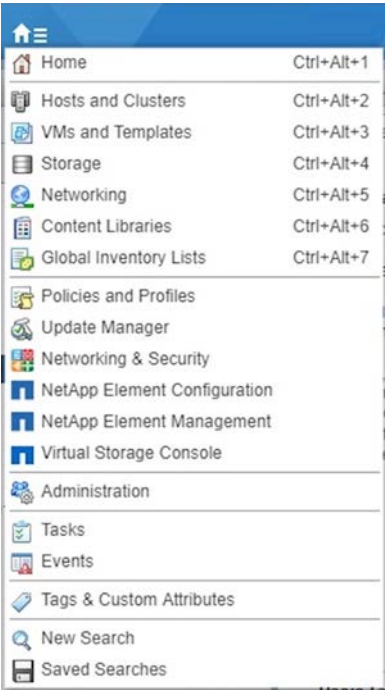 Home Ctrl+Alt+1
Hosts and Clusters Ctrl+Alt+2
VMs and Templates Ctrl+Alt+3
Storage Ctrl+Alt+4
Networking Ctrl+Alt+5
Content Libraries Ctrl+Alt+6
Global Inventory Lists Ctrl+Alt+7
Policies and Profiles
Update Manager
Networking & Security
NetApp Element Configuration
NetApp Element Management
Virtual Storage Console
Administration
Tasks
Events
Tags & Custom Attributes
New Search
Saved Searches